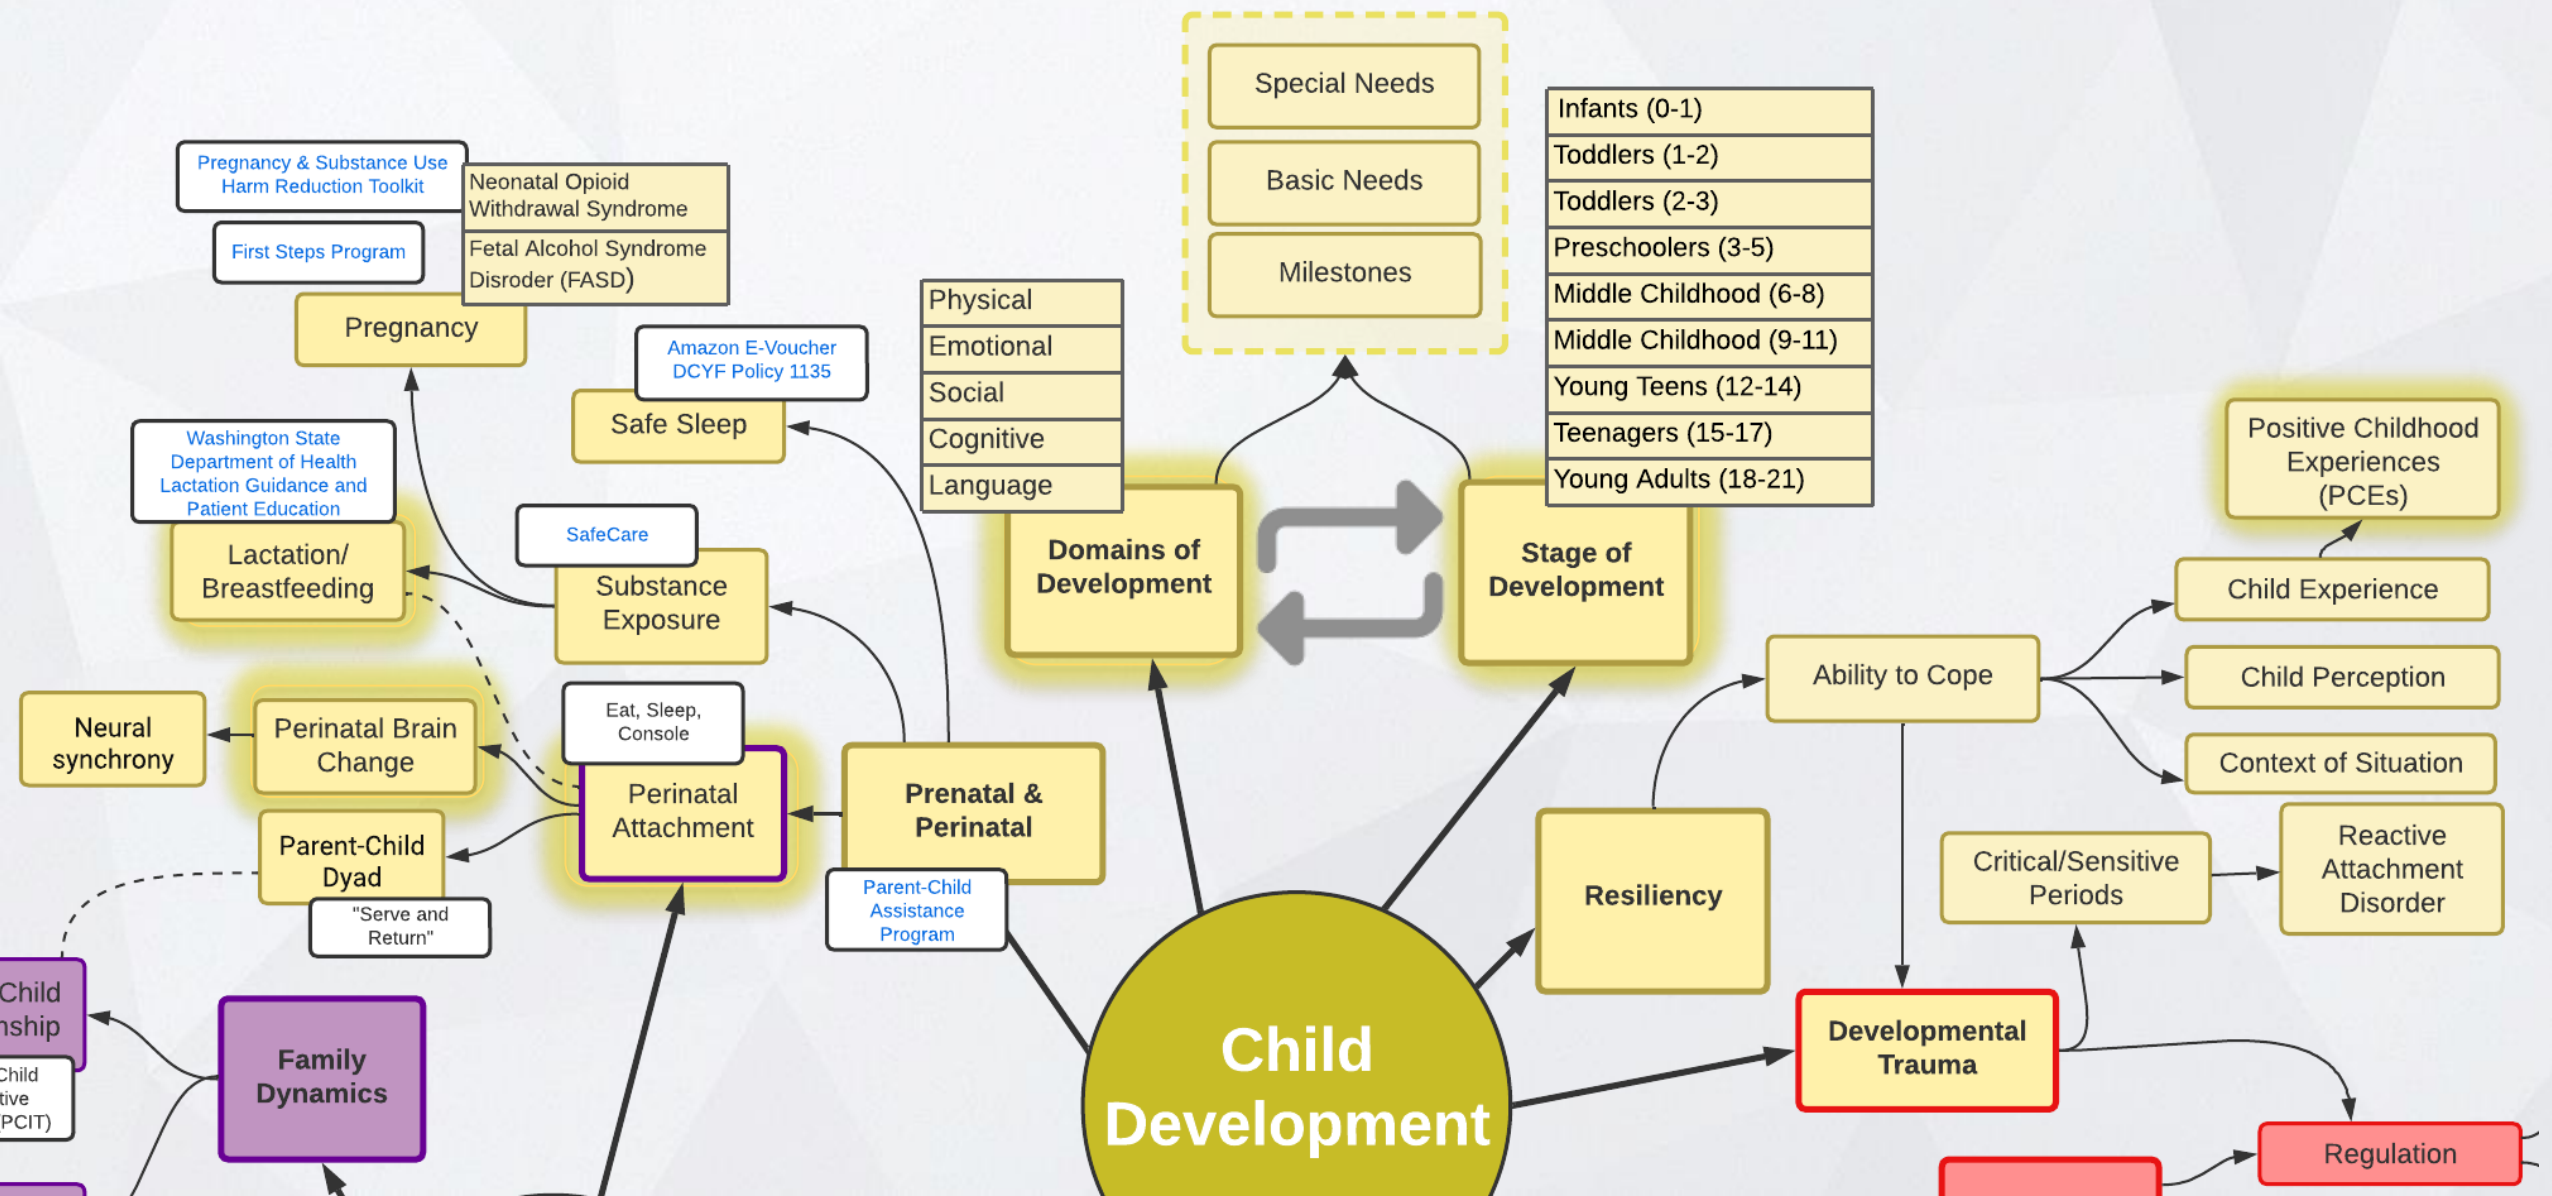 Special Needs
Basic Needs
Milestones
Infants (0-1)
Toddlers (1-2)
Toddlers (2-3)
Preschoolers (3-5)
Middle Childhood (6-8)
Middle Childhood (9-11)
Young Teens (12-14)
Teenagers (15-17)
Young Adults (18-21)
Pregnancy & Substance Use
Harm Reduction Toolkit
Neonatal Opioid
Withdrawal Syndrome
Fetal Alcohol Syndrome
Disroder (FASD)
First Steps Program
Pregnancy
Amazon E-Voucher
DCYF Policy 1135
Safe Sleep
Physical
Emotional
Social
Cognitive
Language
Washington State
Department of Health
Lactation Guidance and
Patient Education
Lactation/
Breastfeeding
SafeCare
Substance
Exposure
Domains of
Development
Stage of
Development
Positive Childhood
Experiences
(PCEs)
Child Experience
Child Perception
Context of Situation
Ability to Cope
Neural
synchrony
Perinatal Brain
Change
Eat, Sleep,
Console
Perinatal
Attachment
Prenatal &
Perinatal
Parent-Child
Dyad
"Serve and
Return"
Parent-Child
Assistance
Program
Resiliency
Critical/Sensitive
Periods
Reactive
Attachment
Disorder
Child
nship
Child
tive
(PCIT)
Family
Dynamics
Child
Development
Developmental
Trauma
Regulation